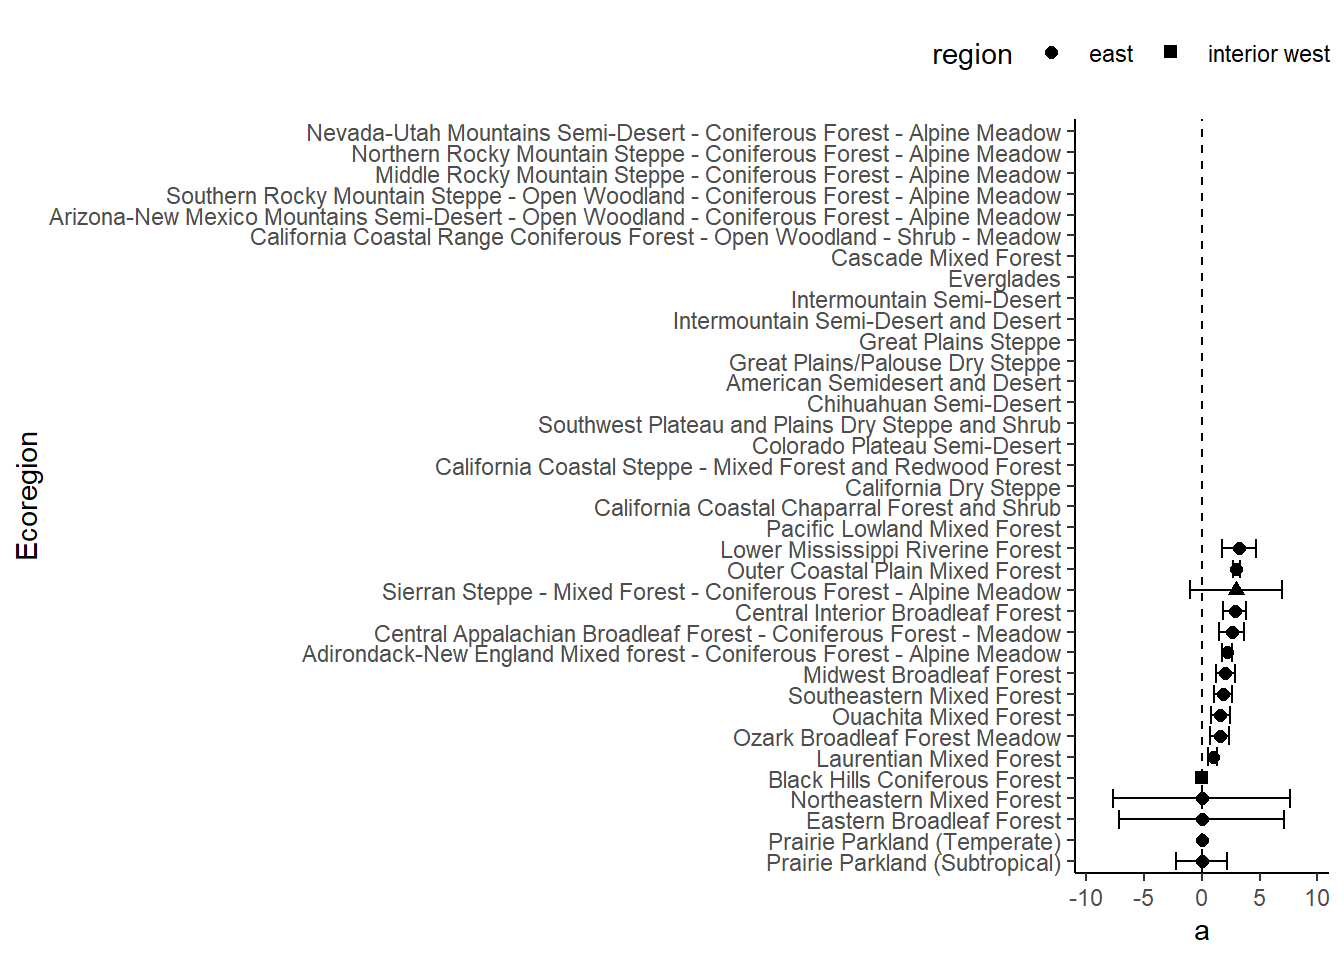 region east interior west
Nevada-Utah Mountains Semi-Desert - Coniferous Forest - Alpine Meadow
Northern Rocky Mountain Steppe - Coniferous Forest - Alpine Meadow
Middle Rocky Mountain Steppe - Coniferous Forest - Alpine Meadow
Southern Rocky Mountain Steppe - Open Woodland - Coniferous Forest - Alpine Meadow
Arizona-New Mexico Mountains Semi-Desert - Open Woodland - Coniferous Forest - Alpine Meadow
California Coastal Range Coniferous Forest - Open Woodland - Shrub - Meadow
Cascade Mixed Forest
Everglades
Intermountain Semi-Desert
Intermountain Semi-Desert and Desert
Great Plains Steppe
Great Plains/Palouse Dry Steppe
American Semidesert and Desert
Chihuahuan Semi-Desert
Southwest Plateau and Plains Dry Steppe and Shrub
Colorado Plateau Semi-Desert
California Coastal Steppe - Mixed Forest and Redwood Forest
California Dry Steppe
California Coastal Chaparral Forest and Shrub
Pacific Lowland Mixed Forest
Lower Mississippi Riverine Forest
Outer Coastal Plain Mixed Forest
Sierran Steppe - Mixed Forest - Coniferous Forest - Alpine Meadow
Central Interior Broadleaf Forest
Central Appalachian Broadleaf Forest - Coniferous Forest - Meadow
Adirondack-New England Mixed forest - Coniferous Forest - Alpine Meadow
Midwest Broadleaf Forest
Southeastern Mixed Forest
Ouachita Mixed Forest
Ozark Broadleaf Forest Meadow
Laurentian Mixed Forest
Black Hills Coniferous Forest
Northeastern Mixed Forest
Eastern Broadleaf Forest
Prairie Parkland (Temperate)
Prairie Parkland (Subtropical)
Ecoregion
-10 -5 0 5 10
a